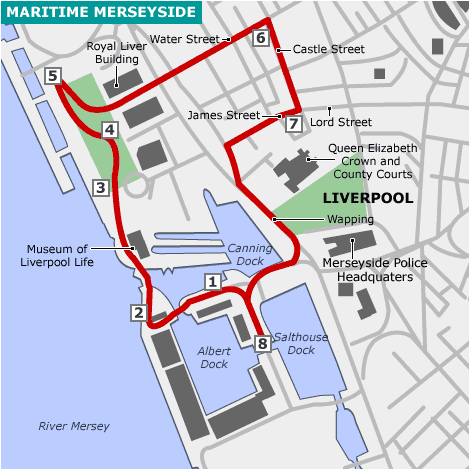 MARITIME MERSEYSIDE
Royal Liver
Building
Water Street
6
Castle Street
5
4
James Street
7
Lord Street
Queen Elizabeth
Crown and
County Courts
3
LIVERPOOL
Wapping
Museum of
Liverpool Life
Canning
Dock
Merseyside Police
Headquaters
1
2
8
Salthouse
Dock
Albert
Dock
River Mersey